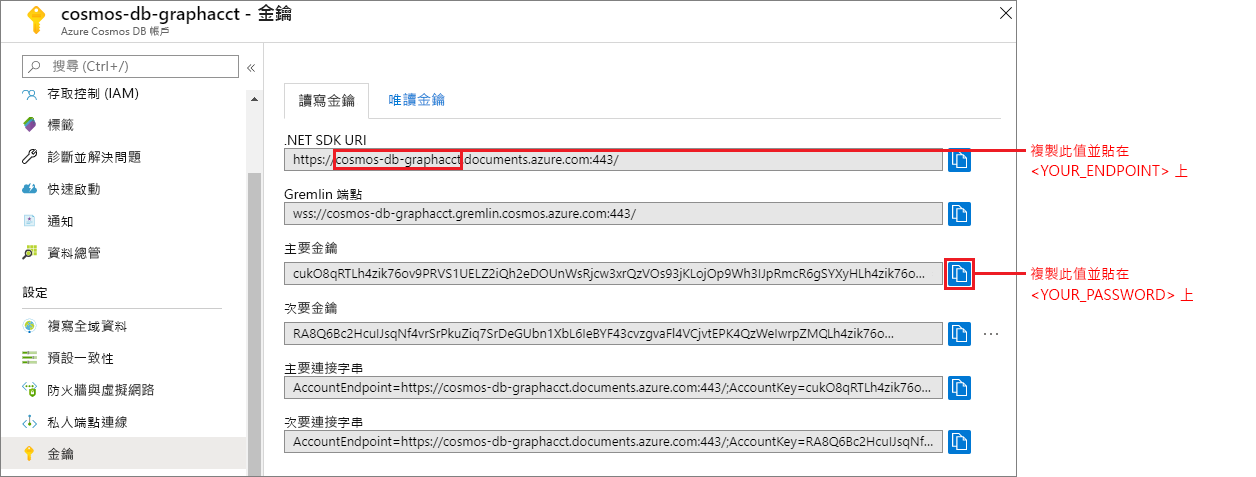 cosmos-db-graphacct - 金鑰
Azure Cosmos DB 帳戶
搜尋 (Ctrl+/)
存取控制 (IAM)
標籤
診斷並解決問題
快速啟動
通知
資料總管
設定
複寫全域資料
預設一致性
防火牆與虛擬網路
私人端點連線
金鑰
讀寫金鑰
唯讀金鑰
.NET SDK URI
https://cosmos-db-graphacct.documents.azure.com:443/
Gremlin 端點
wss://cosmos-db-graphacct.gremlin.cosmos.azure.com:443/
主要金鑰
cukO8qRTLh4zik76ov9PRVS1UELZ2iQh2eDOUnWsRjcw3xrQzVOs93jKLojOp9Wh3IJpRmcR6gSYXyHLh4zik76o...
次要金鑰
RA8Q6Bc2HcuIJsqNf4vrSrPkuZiq7SrDeGUbn1XbL6IeBYF43cvzgvaFl4VCjvtEPK4QzWeIwrpZMQLh4zik76o...
主要連接字串
AccountEndpoint=https://cosmos-db-graphacct.documents.azure.com:443/;AccountKey=cukO8qRTLh4zik76o...
次要連接字串
AccountEndpoint=https://cosmos-db-graphacct.documents.azure.com:443/;AccountKey=RA8Q6Bc2HcuIJsqNf...
複製此值並貼在
<YOUR_ENDPOINT> 上
複製此值並貼在
<YOUR_PASSWORD> 上